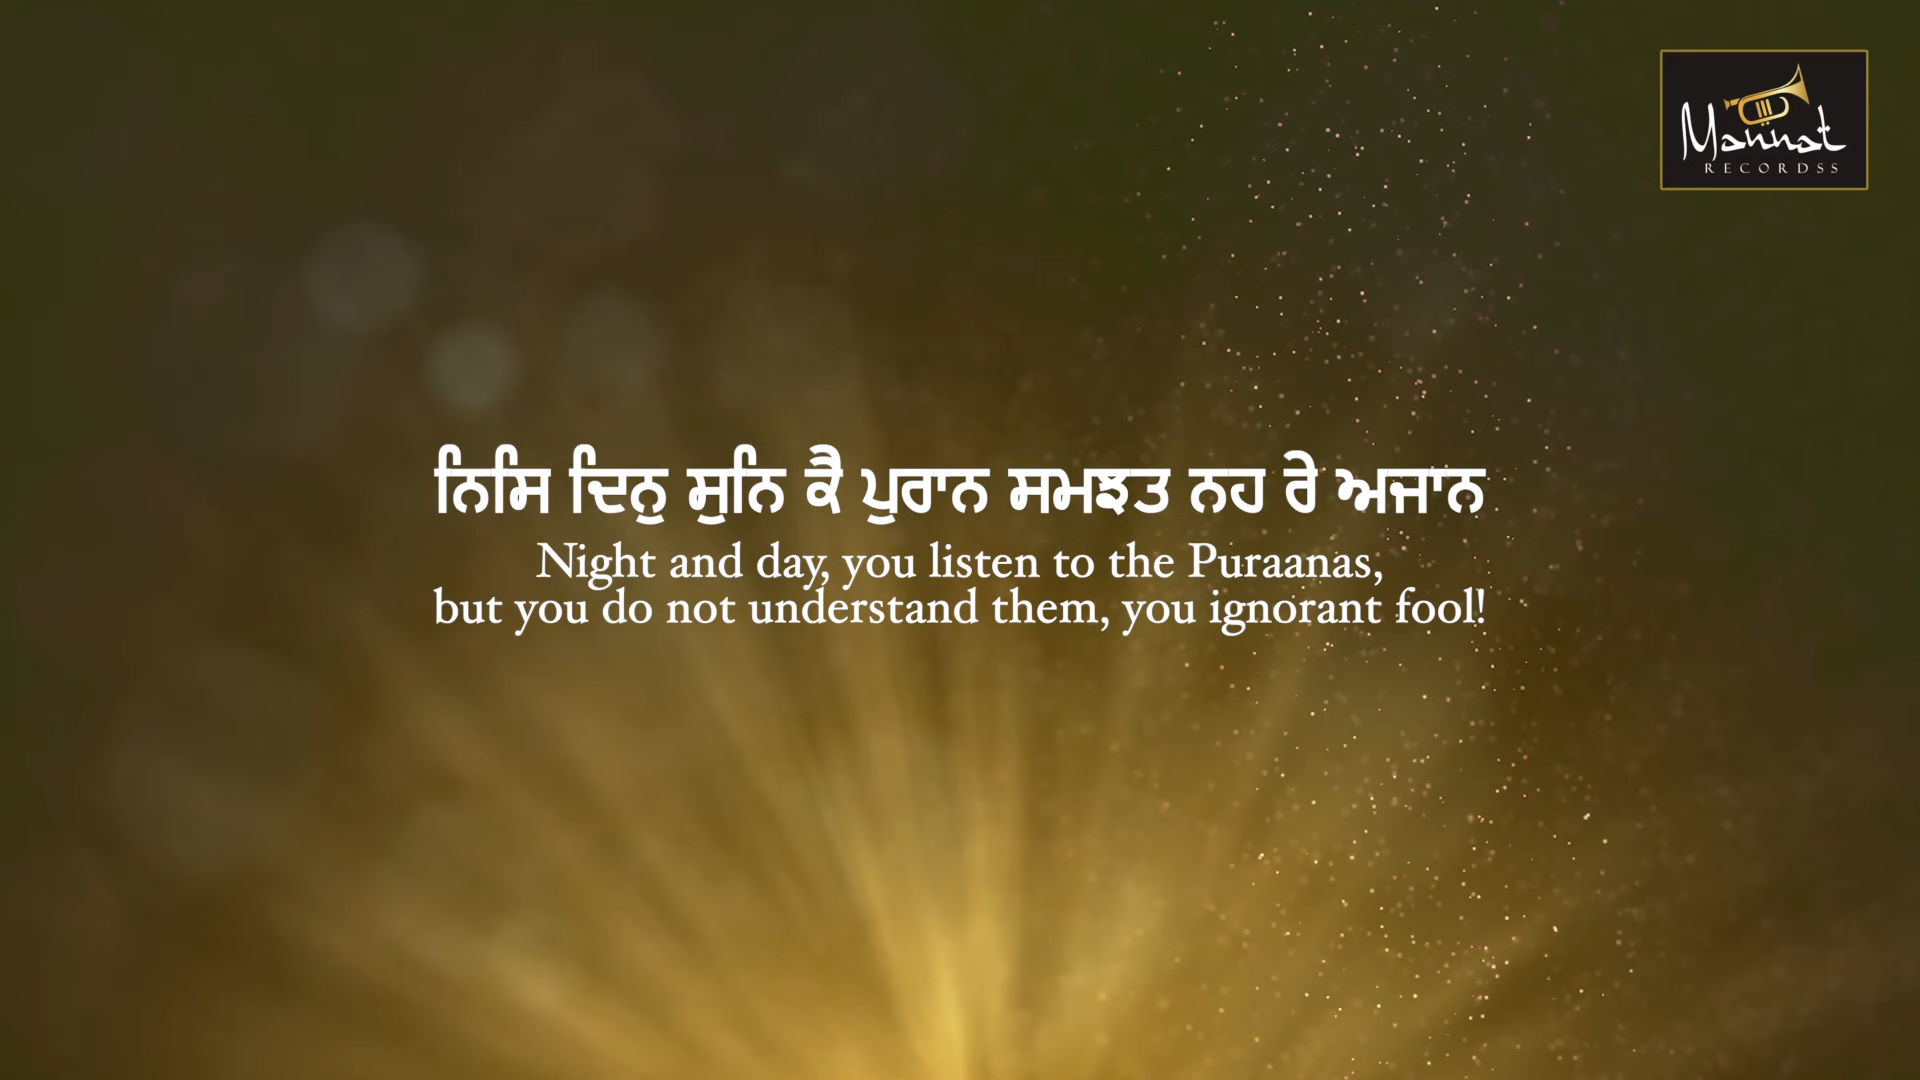 Mannat
RECORDSS
ਨਿਸਿ ਦਿਨੁ ਸੁਨਿ ਕੈ ਪੁਰਾਨ ਸਮਝਤ ਨਹ ਰੇ ਅਜਾਨ
Night and day, you listen to the Puraanas,
but you do not understand them, you ignorant fool!